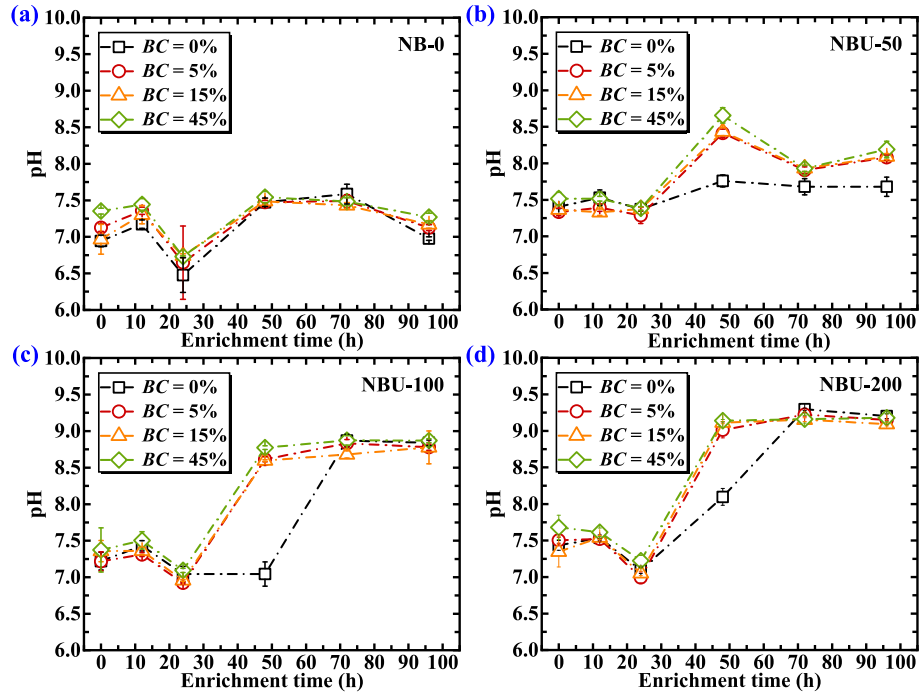 (a)
NB-0
BC = 0%
BC = 5%
BC = 15%
BC = 45%
pH
10.0
9.5
9.0
8.5
8.0
7.5
7.0
6.5
6.0
0 10 20 30 40 50 60 70 80 90 100
Enrichment time (h)
(b)
NBU-50
BC = 0%
BC = 5%
BC = 15%
BC = 45%
pH
10.0
9.5
9.0
8.5
8.0
7.5
7.0
6.5
6.0
0 10 20 30 40 50 60 70 80 90 100
Enrichment time (h)
(c)
NBU-100
BC = 0%
BC = 5%
BC = 15%
BC = 45%
pH
10.0
9.5
9.0
8.5
8.0
7.5
7.0
6.5
6.0
0 10 20 30 40 50 60 70 80 90 100
Enrichment time (h)
(d)
NBU-200
BC = 0%
BC = 5%
BC = 15%
BC = 45%
pH
10.0
9.5
9.0
8.5
8.0
7.5
7.0
6.5
6.0
0 10 20 30 40 50 60 70 80 90 100
Enrichment time (h)